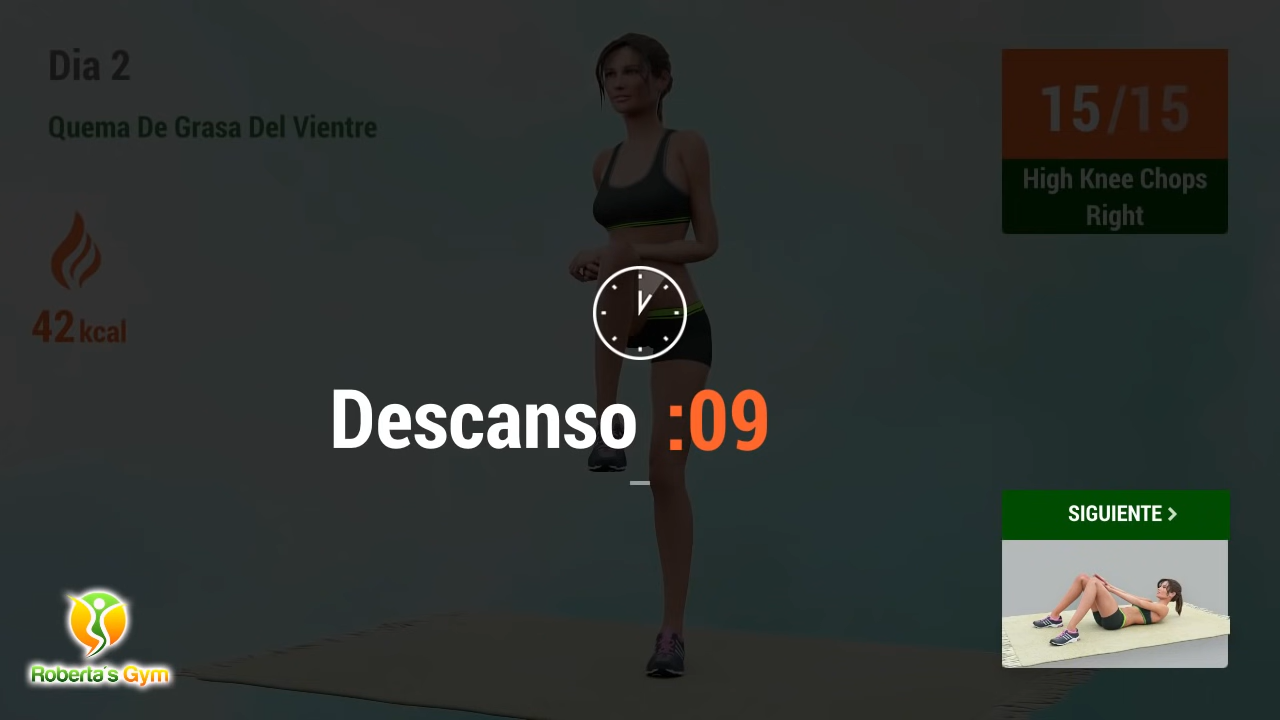 Dia 2
Quema De Grasa Del Vientre
42 kcal
15/15
High Knee Chops
Right
Descanso :09
SIGUIENTE >
Roberta´s Gym